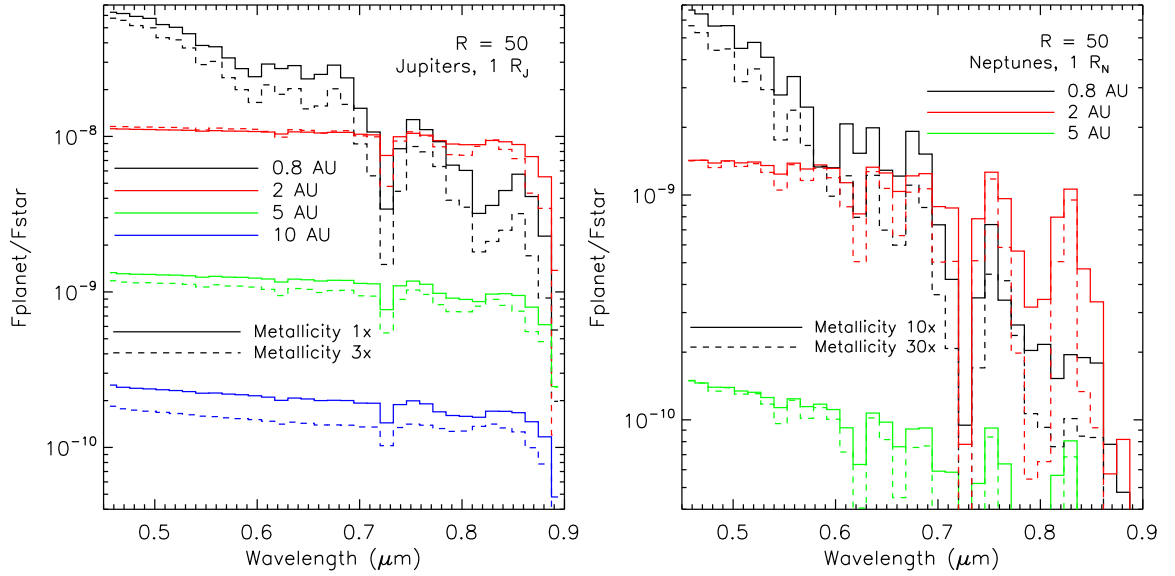 R = 50
Jupiters, 1 R_J
0.8 AU
2 AU
5 AU
10 AU
Metallicity 1x
Metallicity 3x
10^-8
10^-9
10^-10
Fplanet/Fstar
0.5 0.6 0.7 0.8 0.9
Wavelength (μm)
R = 50
Neptunes, 1 R_N
0.8 AU
2 AU
5 AU
Metallicity 10x
Metallicity 30x
10^-9
10^-10
Fplanet/Fstar
0.5 0.6 0.7 0.8 0.9
Wavelength (μm)